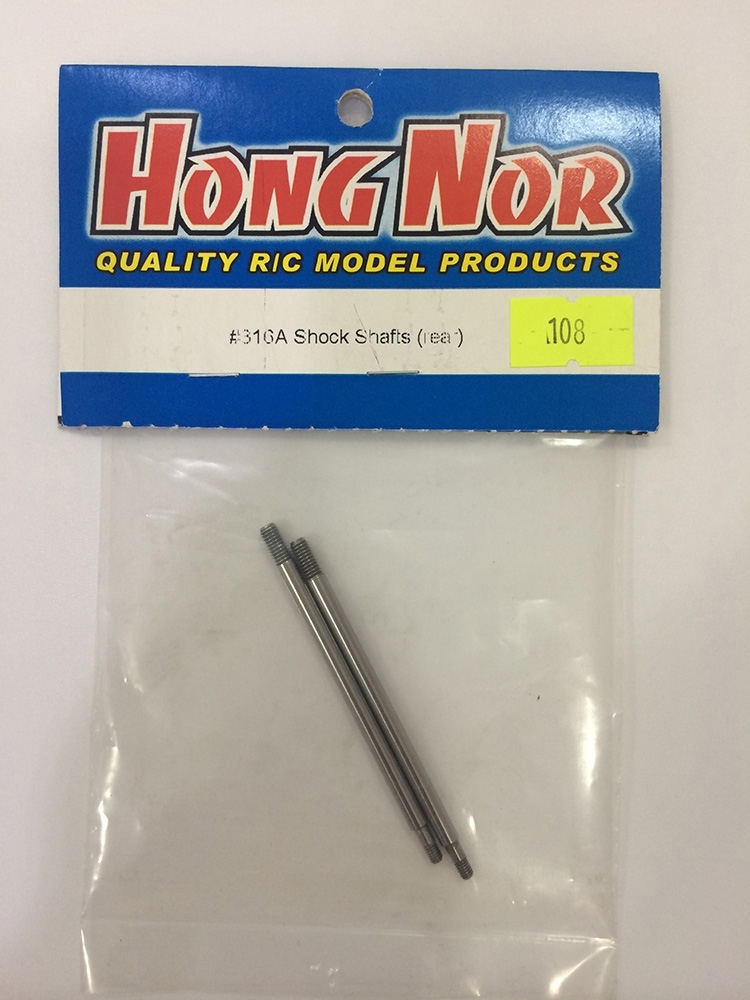 HONG NOR
QUALITY R/C MODEL PRODUCTS
#316A Shock Shafts (rear)
108